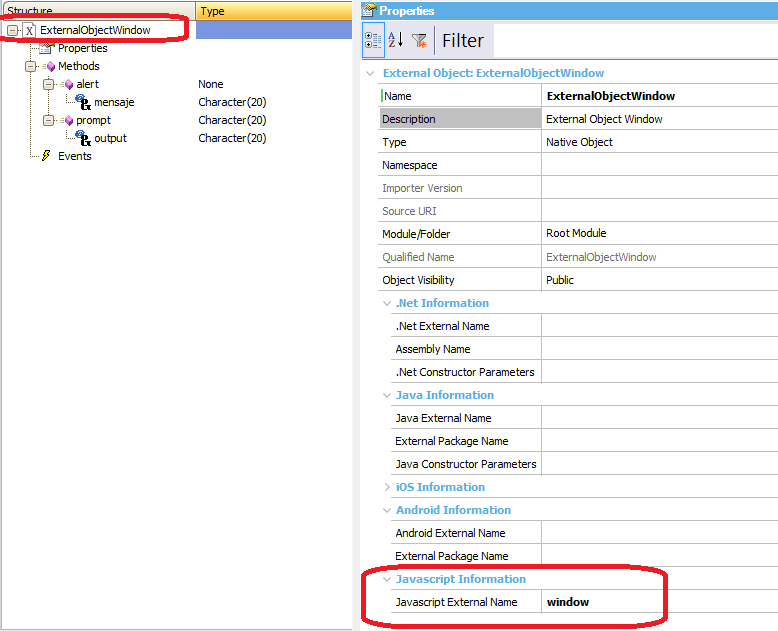 Structure Type
ExternalObjectWindow
Properties
Methods
alert None
mensaje Character(20)
prompt Character(20)
output Character(20)
Events
Properties
Filter
External Object: ExternalObjectWindow
Name ExternalObjectWindow
Description External Object Window
Type Native Object
Namespace
Importer Version
Source URI
Module/Folder Root Module
Qualified Name ExternalObjectWindow
Object Visibility Public
.Net Information
.Net External Name
Assembly Name
.Net Constructor Parameters
Java Information
Java External Name
External Package Name
Java Constructor Parameters
iOS Information
Android Information
Android External Name
External Package Name
Javascript Information
Javascript External Name window